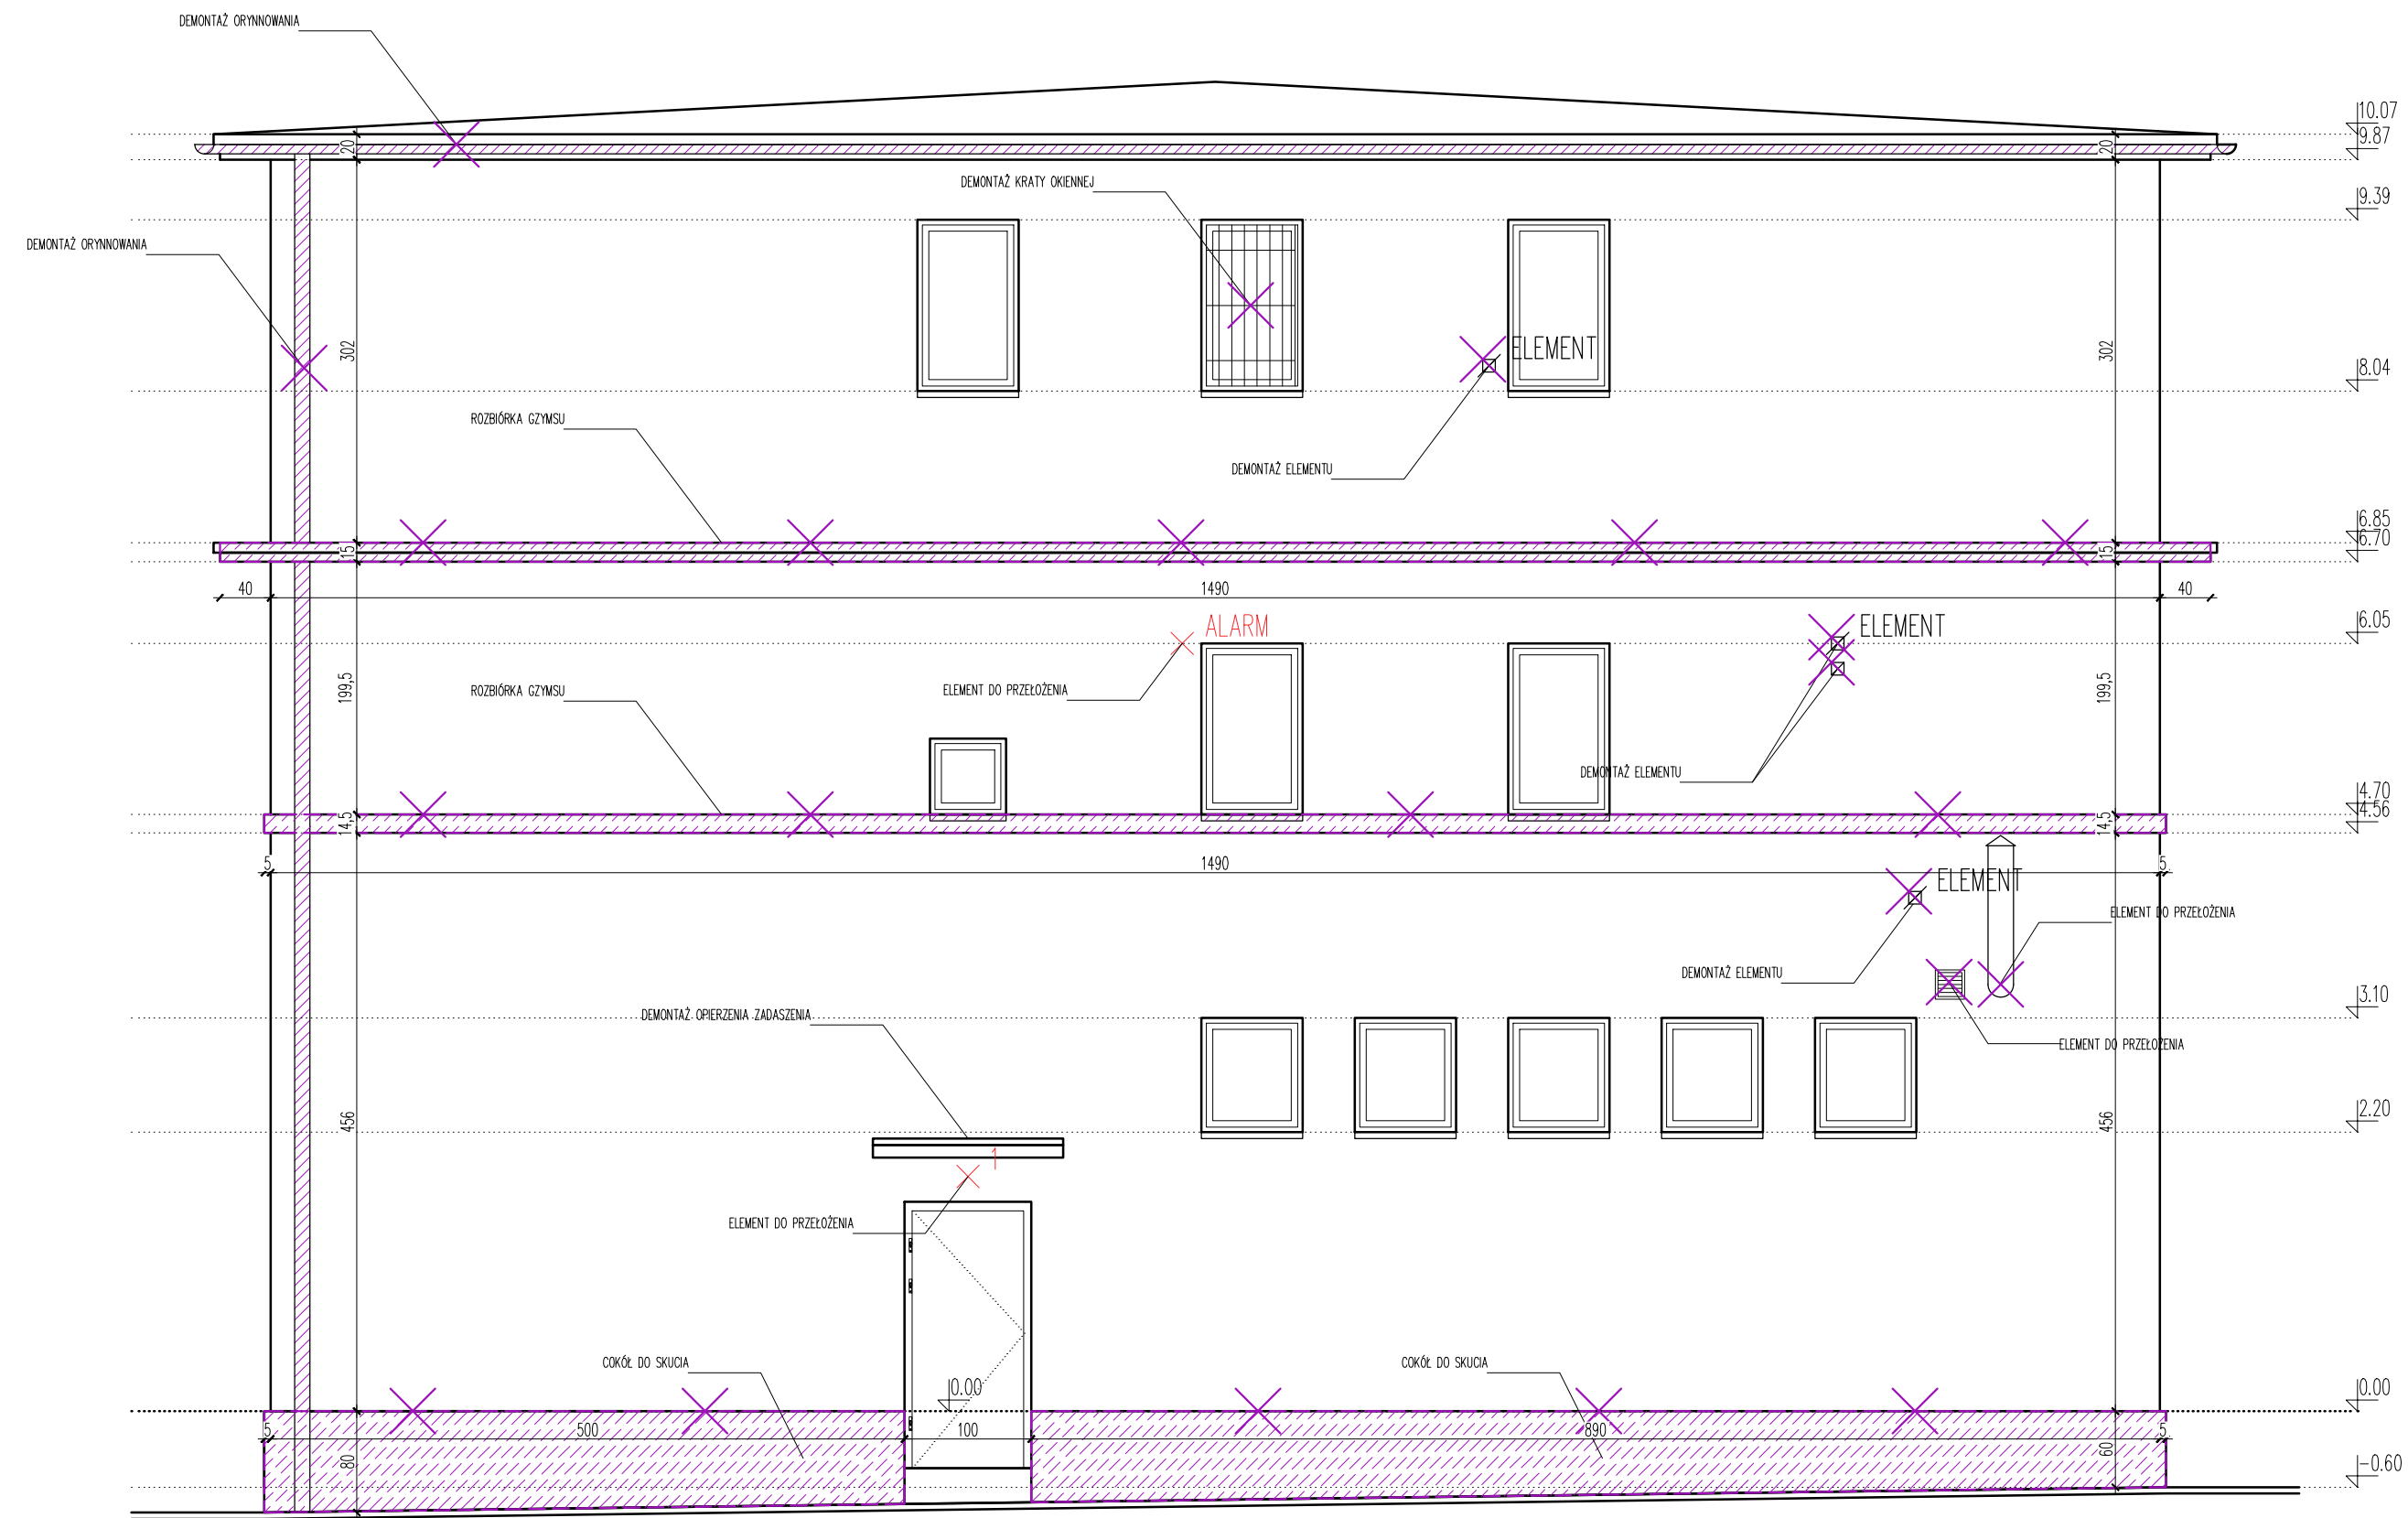 DEMONTAŻ ORYNNOWANIA
10.07
20
20
9.87
DEMONTAŻ KRATY OKIENNEJ
9.39
DEMONTAŻ ORYNNOWANIA
302
ELEMENT
302
8.04
ROZBIÓRKA GZYMSU
DEMONTAŻ ELEMENTU
6.85
15
15
6.70
40
1490
40
ALARM
ELEMENT
6.05
199,5
ROZBIÓRKA GZYMSU
ELEMENT DO PRZEŁOŻENIA
199,5
DEMONTAŻ ELEMENTU
4.70
14,5
14,5
4.56
5
1490
5
ELEMENT
ELEMENT DO PRZEŁOŻENIA
DEMONTAŻ ELEMENTU
3.10
DEMONTAŻ OPIERZENIA ZADASZENIA
ELEMENT DO PRZEŁOŻENIA
456
456
2.20
1
ELEMENT DO PRZEŁOŻENIA
COKÓŁ DO SKUCIA
COKÓŁ DO SKUCIA
0.00
0.00
5
500
100
890
5
80
60
-0.60